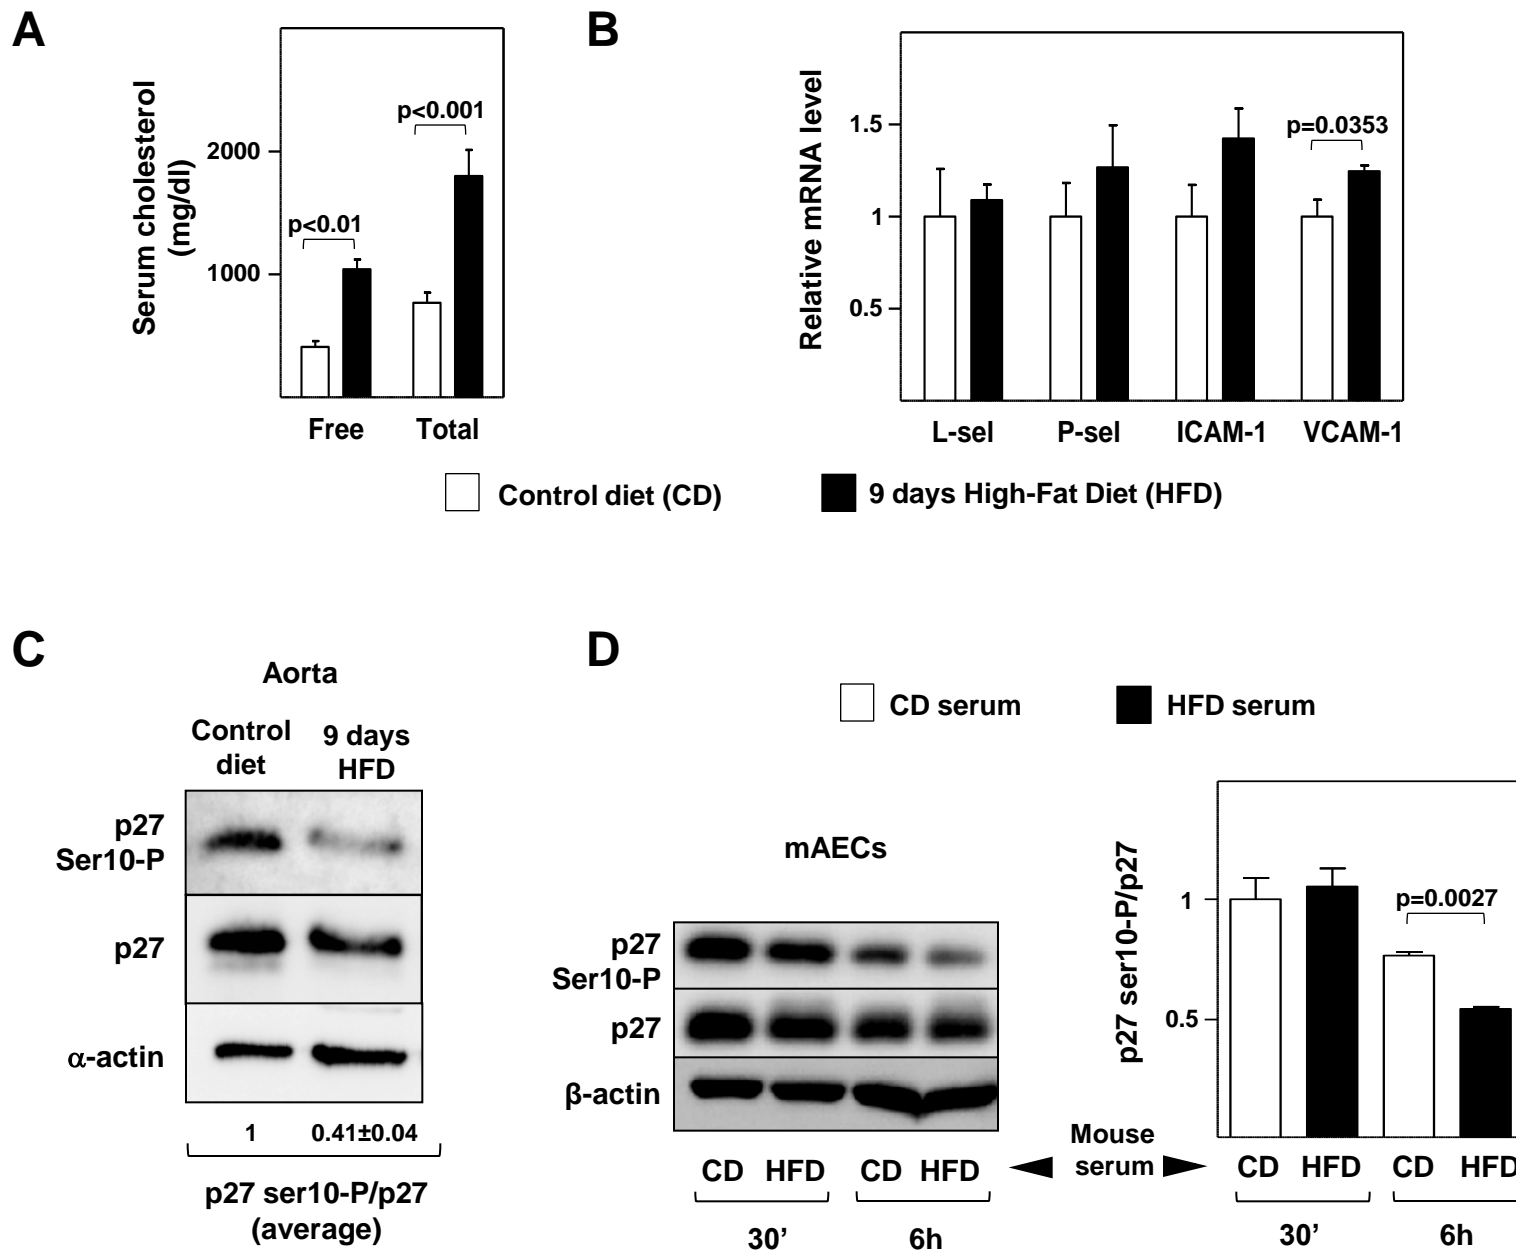 A
Serum cholesterol
(mg/dl)
2000
1000
p<0.001
p<0.01
Free
Total
B
Relative mRNA level
1.5
1
0.5
p=0.0353
L-sel
P-sel
ICAM-1
VCAM-1
Control diet (CD)
9 days High-Fat Diet (HFD)
C
Aorta
Control
diet
9 days
HFD
p27
Ser10-P
p27
α-actin
1
0.41±0.04
p27 ser10-P/p27
(average)
D
CD serum
HFD serum
mAECs
p27
Ser10-P
p27
β-actin
CD
HFD
CD
HFD
30’
6h
Mouse
serum
p27 ser10-P/p27
1
0.5
p=0.0027
CD
HFD
CD
HFD
30’
6h